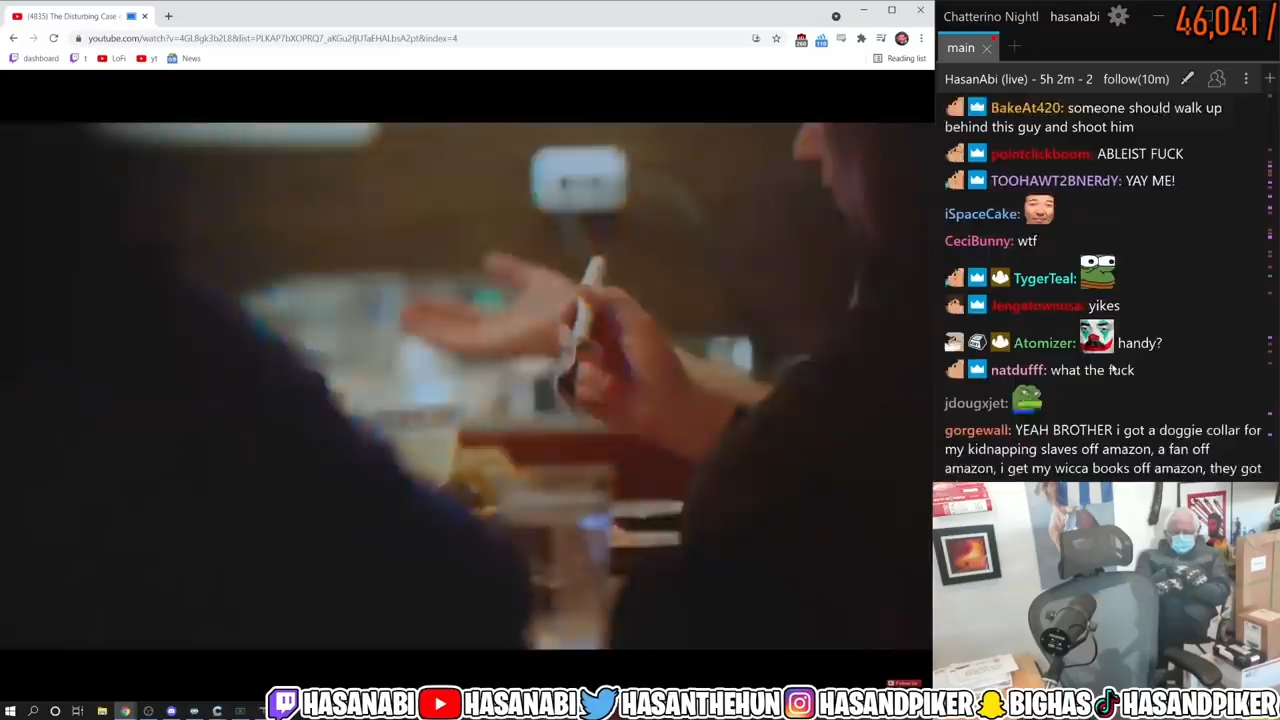 (4835) The Disturbing Case
youtube.com/watch?v=4GL8gk3b2L8&list=PLKAP7bXOPRQ7_aKGu2fjUTaEHALbsA2pt&index=4
dashboard
t
LoFi
yt
News
Reading list
Chatterino Nightl
hasanabi
46,041 /
main
HasanAbi (live) - 5h 2m - 2
follow(10m)
BakeAt420: someone should walk up
behind this guy and shoot him
pointclickboom: ABLEIST FUCK
TOOHAWT2BNERdY: YAY ME!
iSpaceCake:
CeciBunny: wtf
TygerTeal:
Jengatownusa: yikes
Atomizer: handy?
natdufff: what the fuck
jdougxjet:
gorgewall: YEAH BROTHER i got a doggie collar for
my kidnapping slaves off amazon, a fan off
amazon, i get my wicca books off amazon, they got
Follow Us
HASANABI HASANABI HASANTHEHUN HASANDPIKER BIGHAS HASANDPIKER